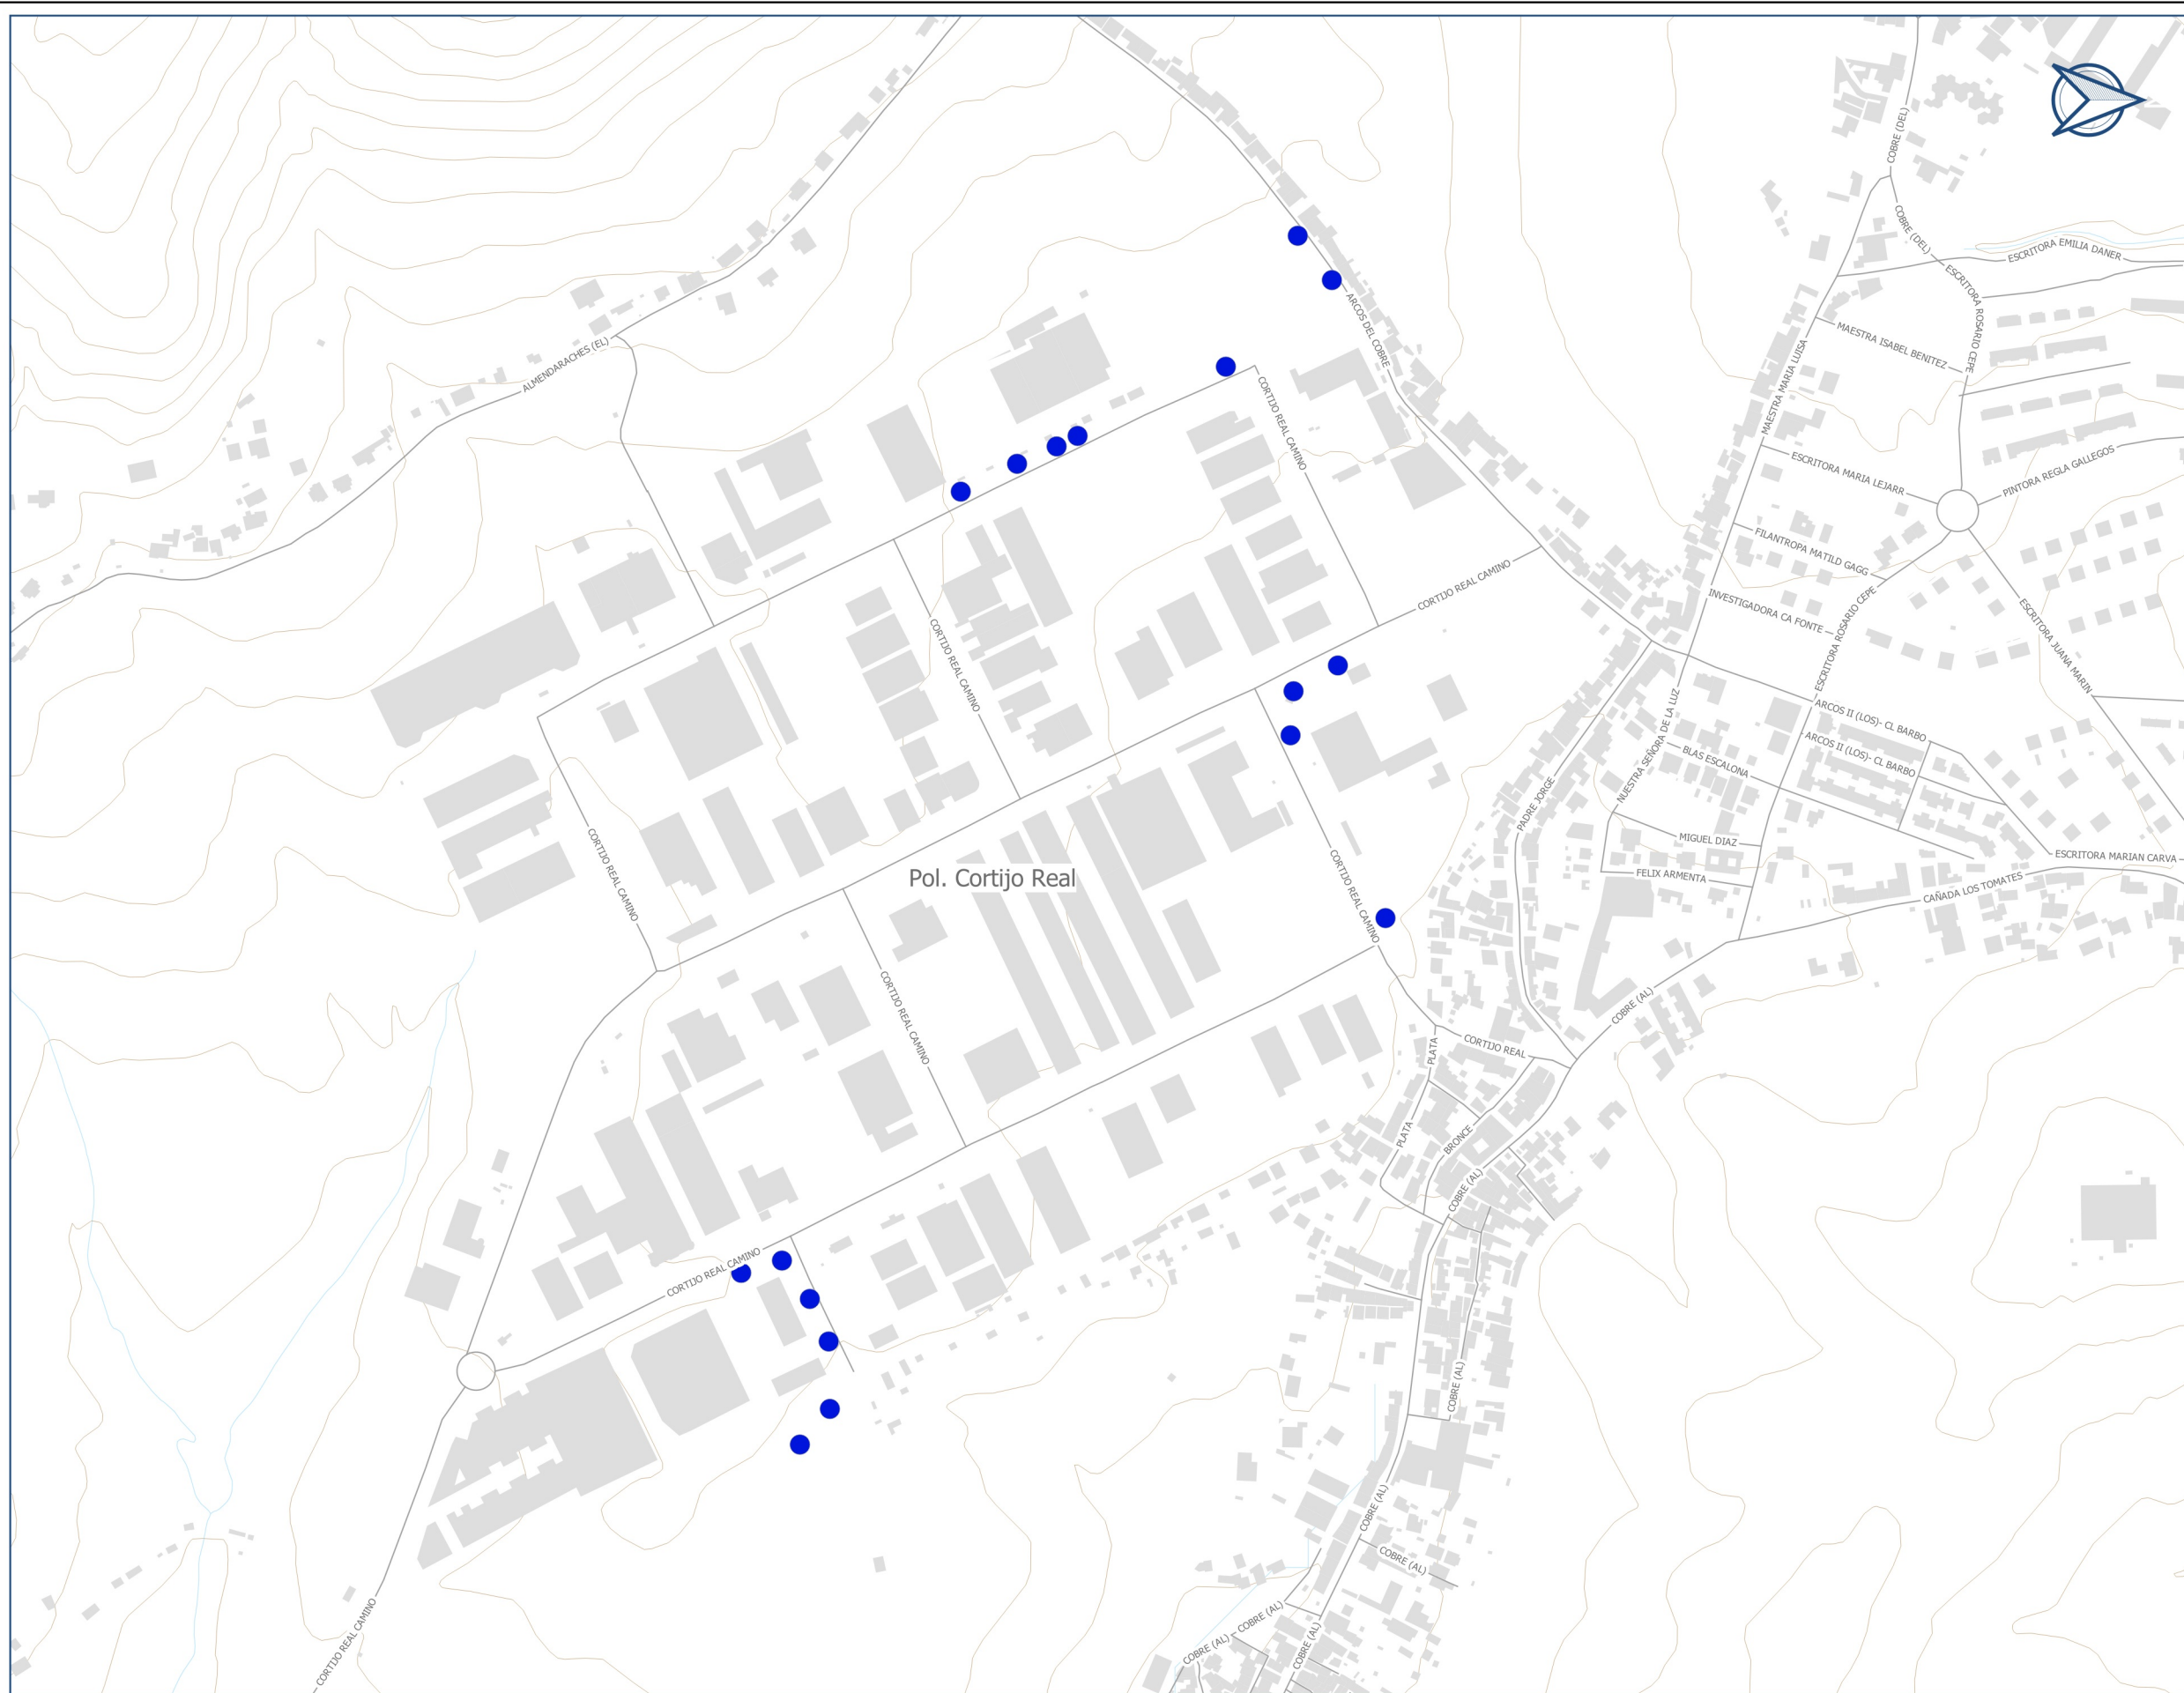 COBRE (DEL)
COBRE (DEL)
ESCRITORA EMILIA DANER
ESCRITORA ROSARIO CEPE
MAESTRA ISABEL BENITEZ
MAESTRA MARIA LUISA
ARCOS DEL COBRE
ALMENDARACHES (EL)
CORTIJO REAL CAMINO
ESCRITORA MARIA LEJARR
PINTORA REGLA GALLEGOS
FILANTROPA MATILD GAGG
CORTIJO REAL CAMINO
INVESTIGADORA CA FONTE
ESCRITORA ROSARIO CEPE
ESCRITORA JUANA MARIN
CORTIJO REAL CAMINO
NUESTRA SEÑORA DE LA LUZ
ARCOS II (LOS)- CL BARBO
ARCOS II (LOS)- CL BARBO
BLAS ESCALONA
PADRE JORGE
MIGUEL DIAZ
ESCRITORA MARIAN CARVA
FELIX ARMENTA
CAÑADA LOS TOMATES
CORTIJO REAL CAMINO
Pol. Cortijo Real
CORTIJO REAL CAMINO
CORTIJO REAL CAMINO
COBRE (AL)
CORTIJO REAL
PLATA
PLATA
BRONCE
COBRE (AL)
CORTIJO REAL CAMINO
COBRE (AL)
COBRE (AL)
COBRE (AL)
CORTIJO REAL CAMINO
COBRE (AL)
COBRE (AL)
COBRE (AL)